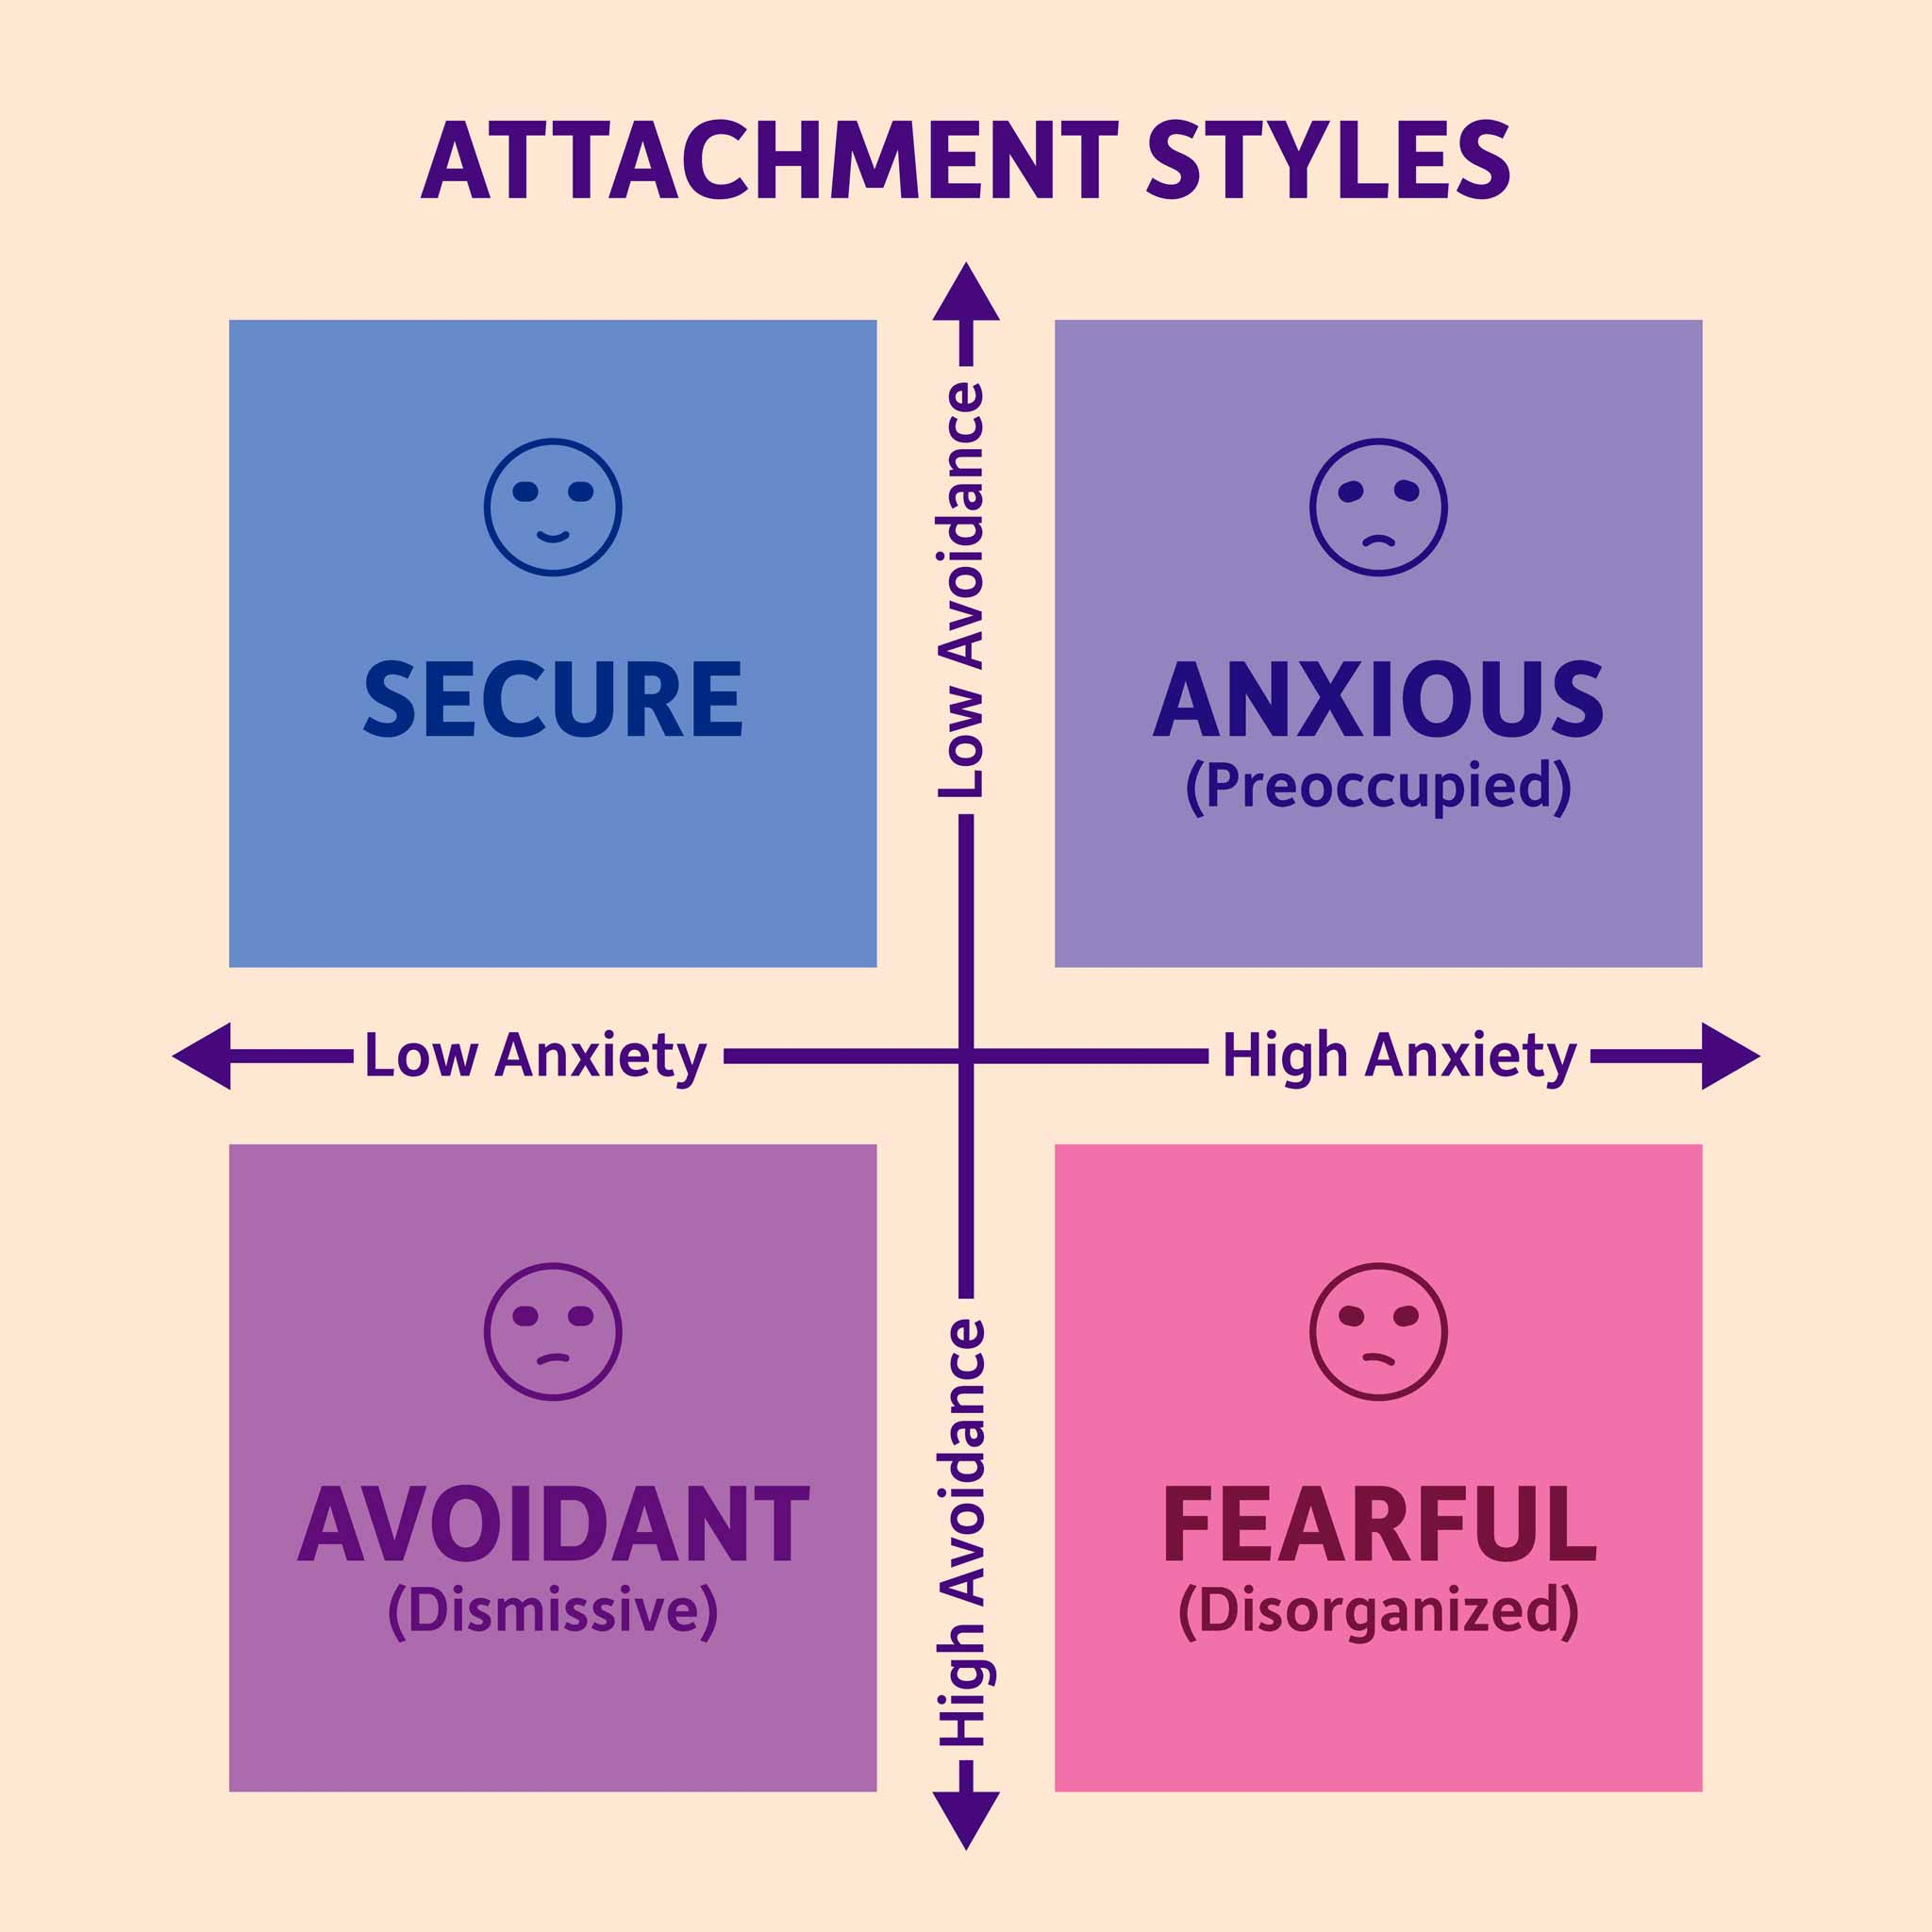 ATTACHMENT STYLES
Low Avoidance
SECURE
ANXIOUS
(Preoccupied)
Low Anxiety
High Anxiety
High Avoidance
AVOIDANT
(Dismissive)
FEARFUL
(Disorganized)